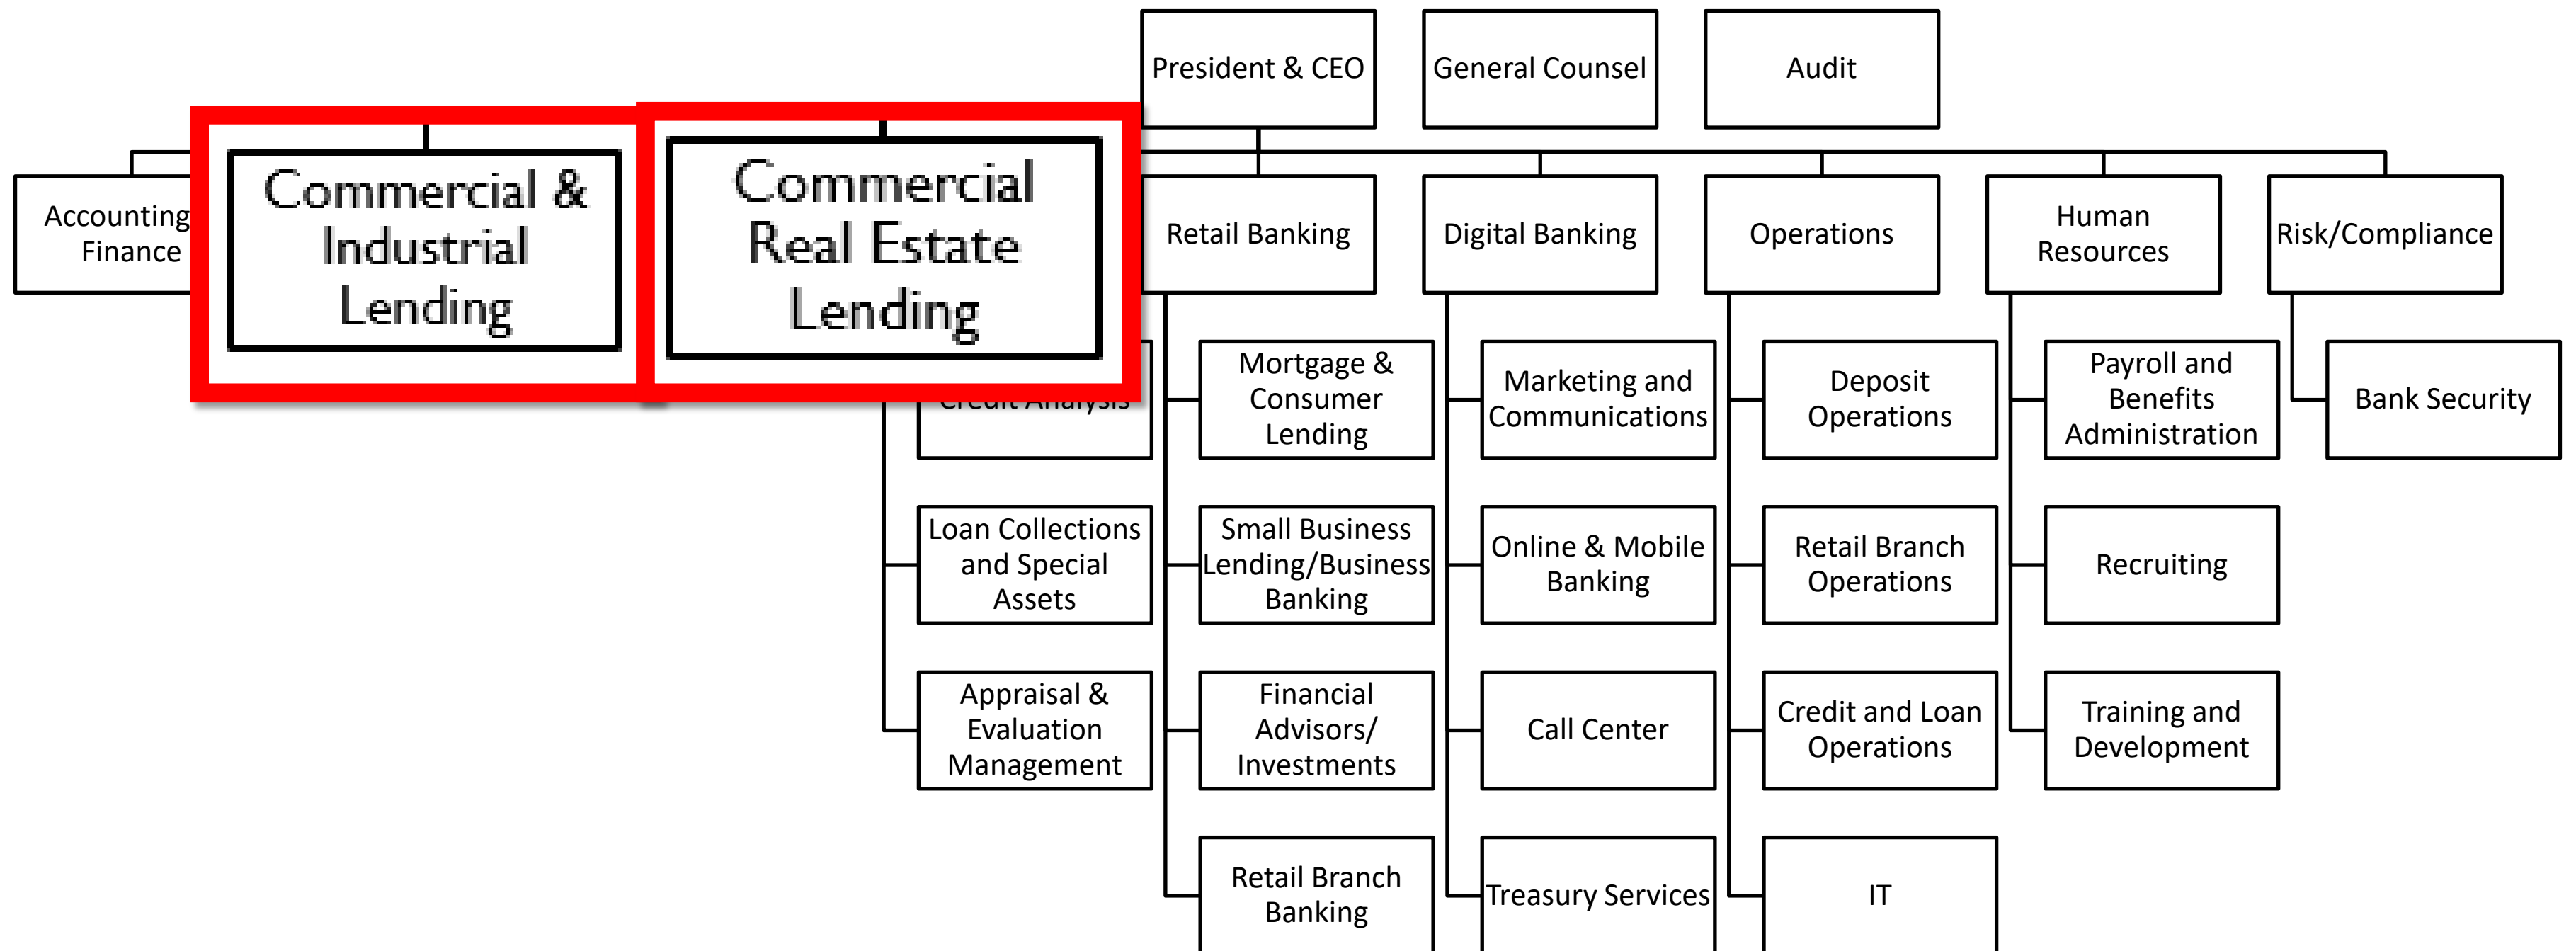 President & CEO
General Counsel
Audit
Accounting
Finance
Commercial &
Industrial
Lending
Commercial
Real Estate
Lending
Retail Banking
Digital Banking
Operations
Human
Resources
Risk/Compliance
Credit Analysis
Mortgage &
Consumer
Lending
Marketing and
Communications
Deposit
Operations
Payroll and
Benefits
Administration
Bank Security
Loan Collections
and Special
Assets
Small Business
Lending/Business
Banking
Online & Mobile
Banking
Retail Branch
Operations
Recruiting
Appraisal &
Evaluation
Management
Financial
Advisors/
Investments
Call Center
Credit and Loan
Operations
Training and
Development
Retail Branch
Banking
Treasury Services
IT